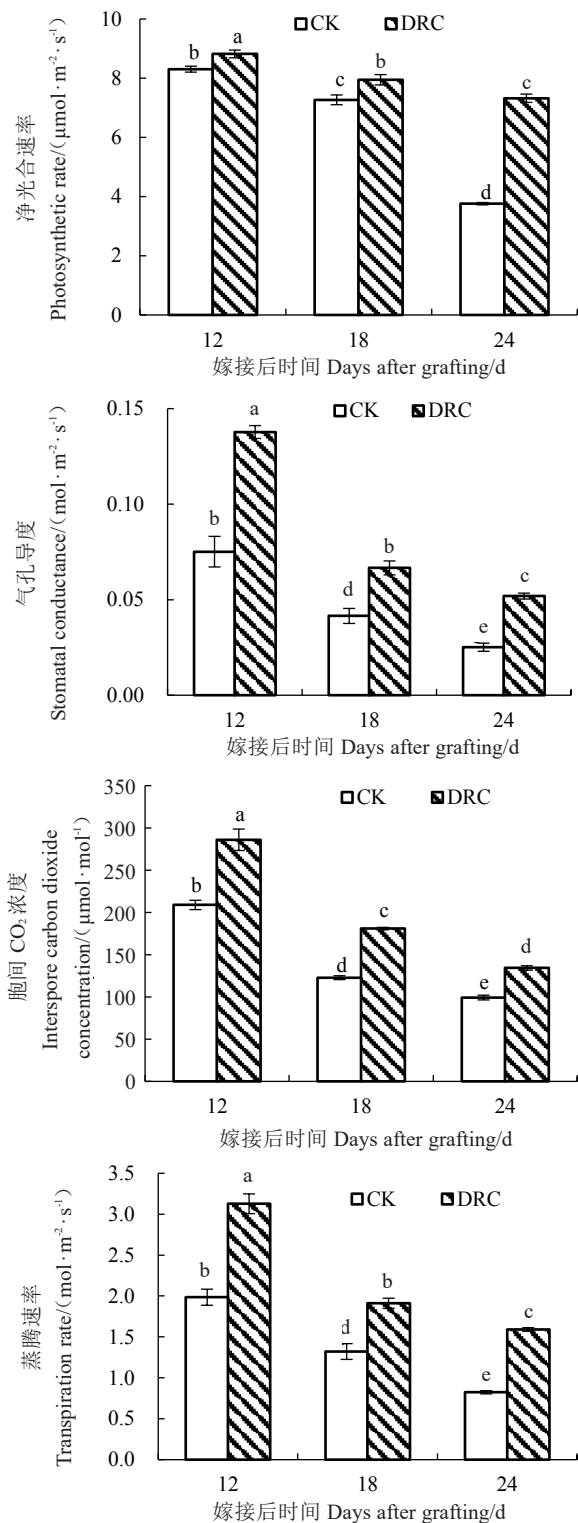 CK DRC
10
8
6
4
2
0
净光合速率
Photosynthetic rate/(μmol·m⁻²·s⁻¹)
b a c b d c
12 18 24
嫁接后时间 Days after grafting/d
CK DRC
0.15
0.10
0.05
0.00
气孔导度
Stomatal conductance/(mol·m⁻²·s⁻¹)
b a d b e c
12 18 24
嫁接后时间 Days after grafting/d
CK DRC
350
300
250
200
150
100
50
0
胞间 CO₂ 浓度
Interspore carbon dioxide
concentration/(μmol·mol⁻¹)
b a d c e d
12 18 24
嫁接后时间 Days after grafting/d
CK DRC
3.5
3.0
2.5
2.0
1.5
1.0
0.5
0.0
蒸腾速率
Transpiration rate/(mol·m⁻²·s⁻¹)
b a d b e c
12 18 24
嫁接后时间 Days after grafting/d